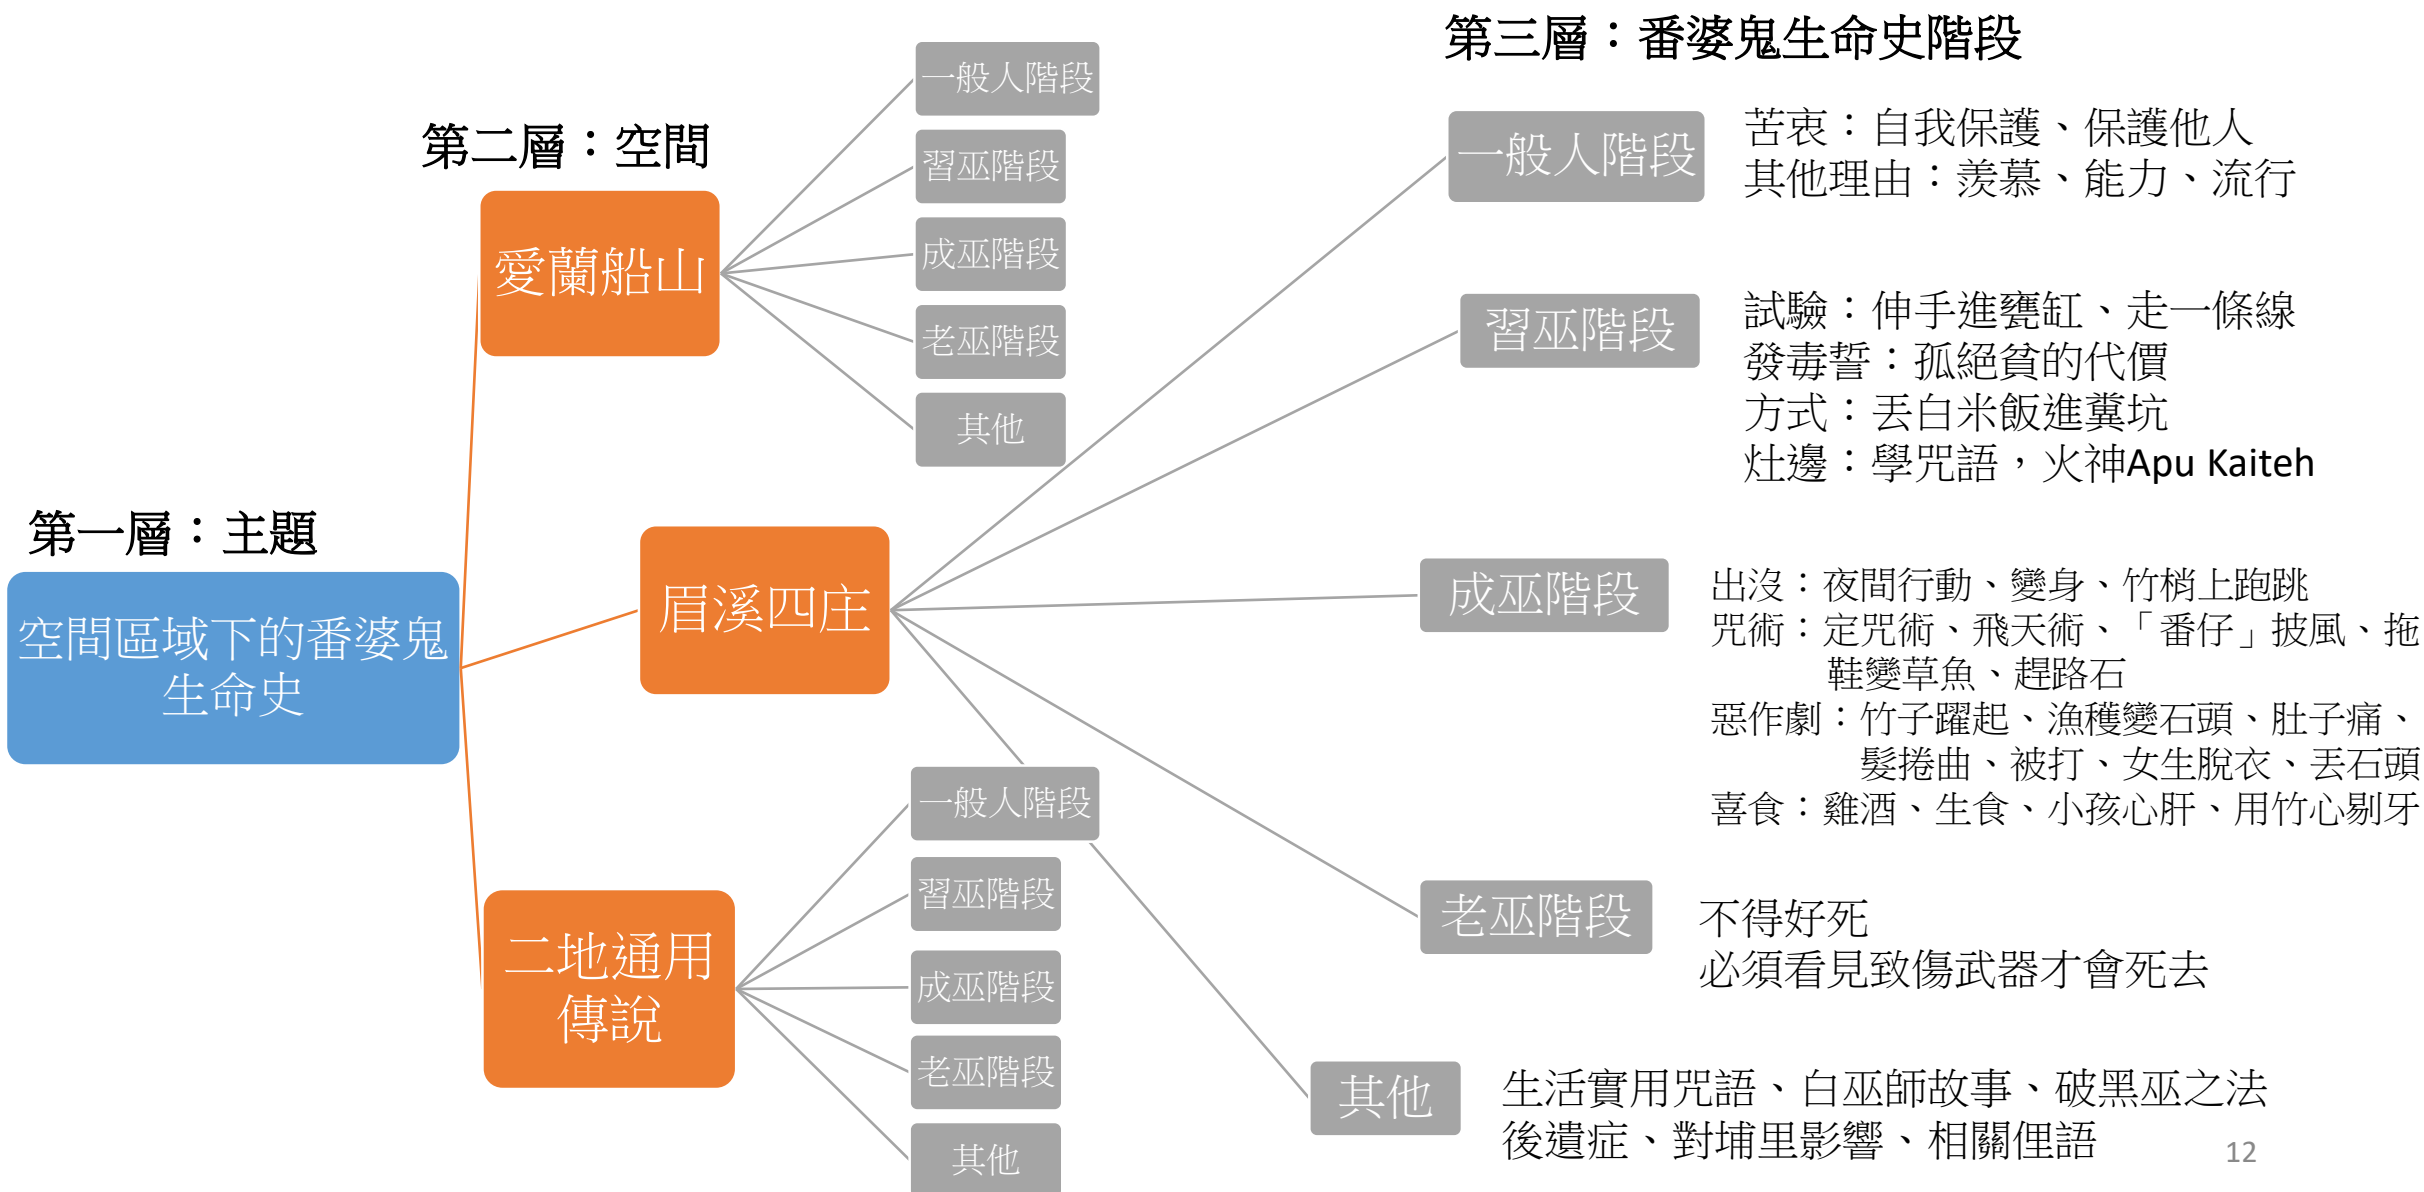 第一層：主題
空間區域下的番婆鬼
生命史
第二層：空間
愛蘭船山
一般人階段
習巫階段
成巫階段
老巫階段
其他
眉溪四庄
二地通用
傳說
一般人階段
習巫階段
成巫階段
老巫階段
其他
第三層：番婆鬼生命史階段
一般人階段
苦衷：自我保護、保護他人
其他理由：羨慕、能力、流行
習巫階段
試驗：伸手進甕缸、走一條線
發毒誓：孤絕貧的代價
方式：丟白米飯進糞坑
灶邊：學咒語，火神Apu Kaiteh
成巫階段
出沒：夜間行動、變身、竹梢上跑跳
咒術：定咒術、飛天術、「番仔」披風、拖
鞋變草魚、趕路石
惡作劇：竹子躍起、漁穫變石頭、肚子痛、
髮捲曲、被打、女生脫衣、丟石頭
喜食：雞酒、生食、小孩心肝、用竹心剔牙
老巫階段
不得好死
必須看見致傷武器才會死去
其他
生活實用咒語、白巫師故事、破黑巫之法
後遺症、對埔里影響、相關俚語
12